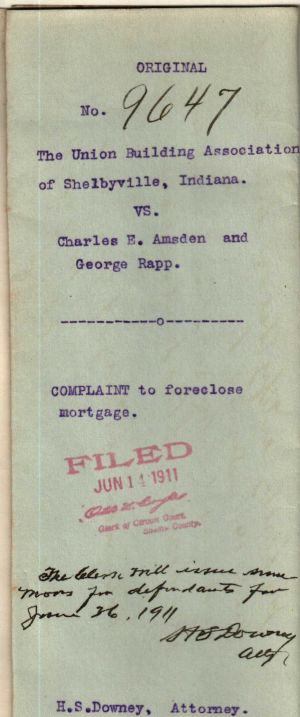 ORIGINAL
No. 9647
The Union Building Association
of Shelbyville, Indiana.
VS.
Charles E. Amsden and
George Rapp.
-----------o---------
COMPLAINT to foreclose
mortgage.
FILED
JUN 14 1911
Clerk of Circuit Court,
Shelby County.
The Clerk will issue sum
mons for defendants for
June 26, 1911
H S Downey
Atty.
H.S.Downey, Attorney.